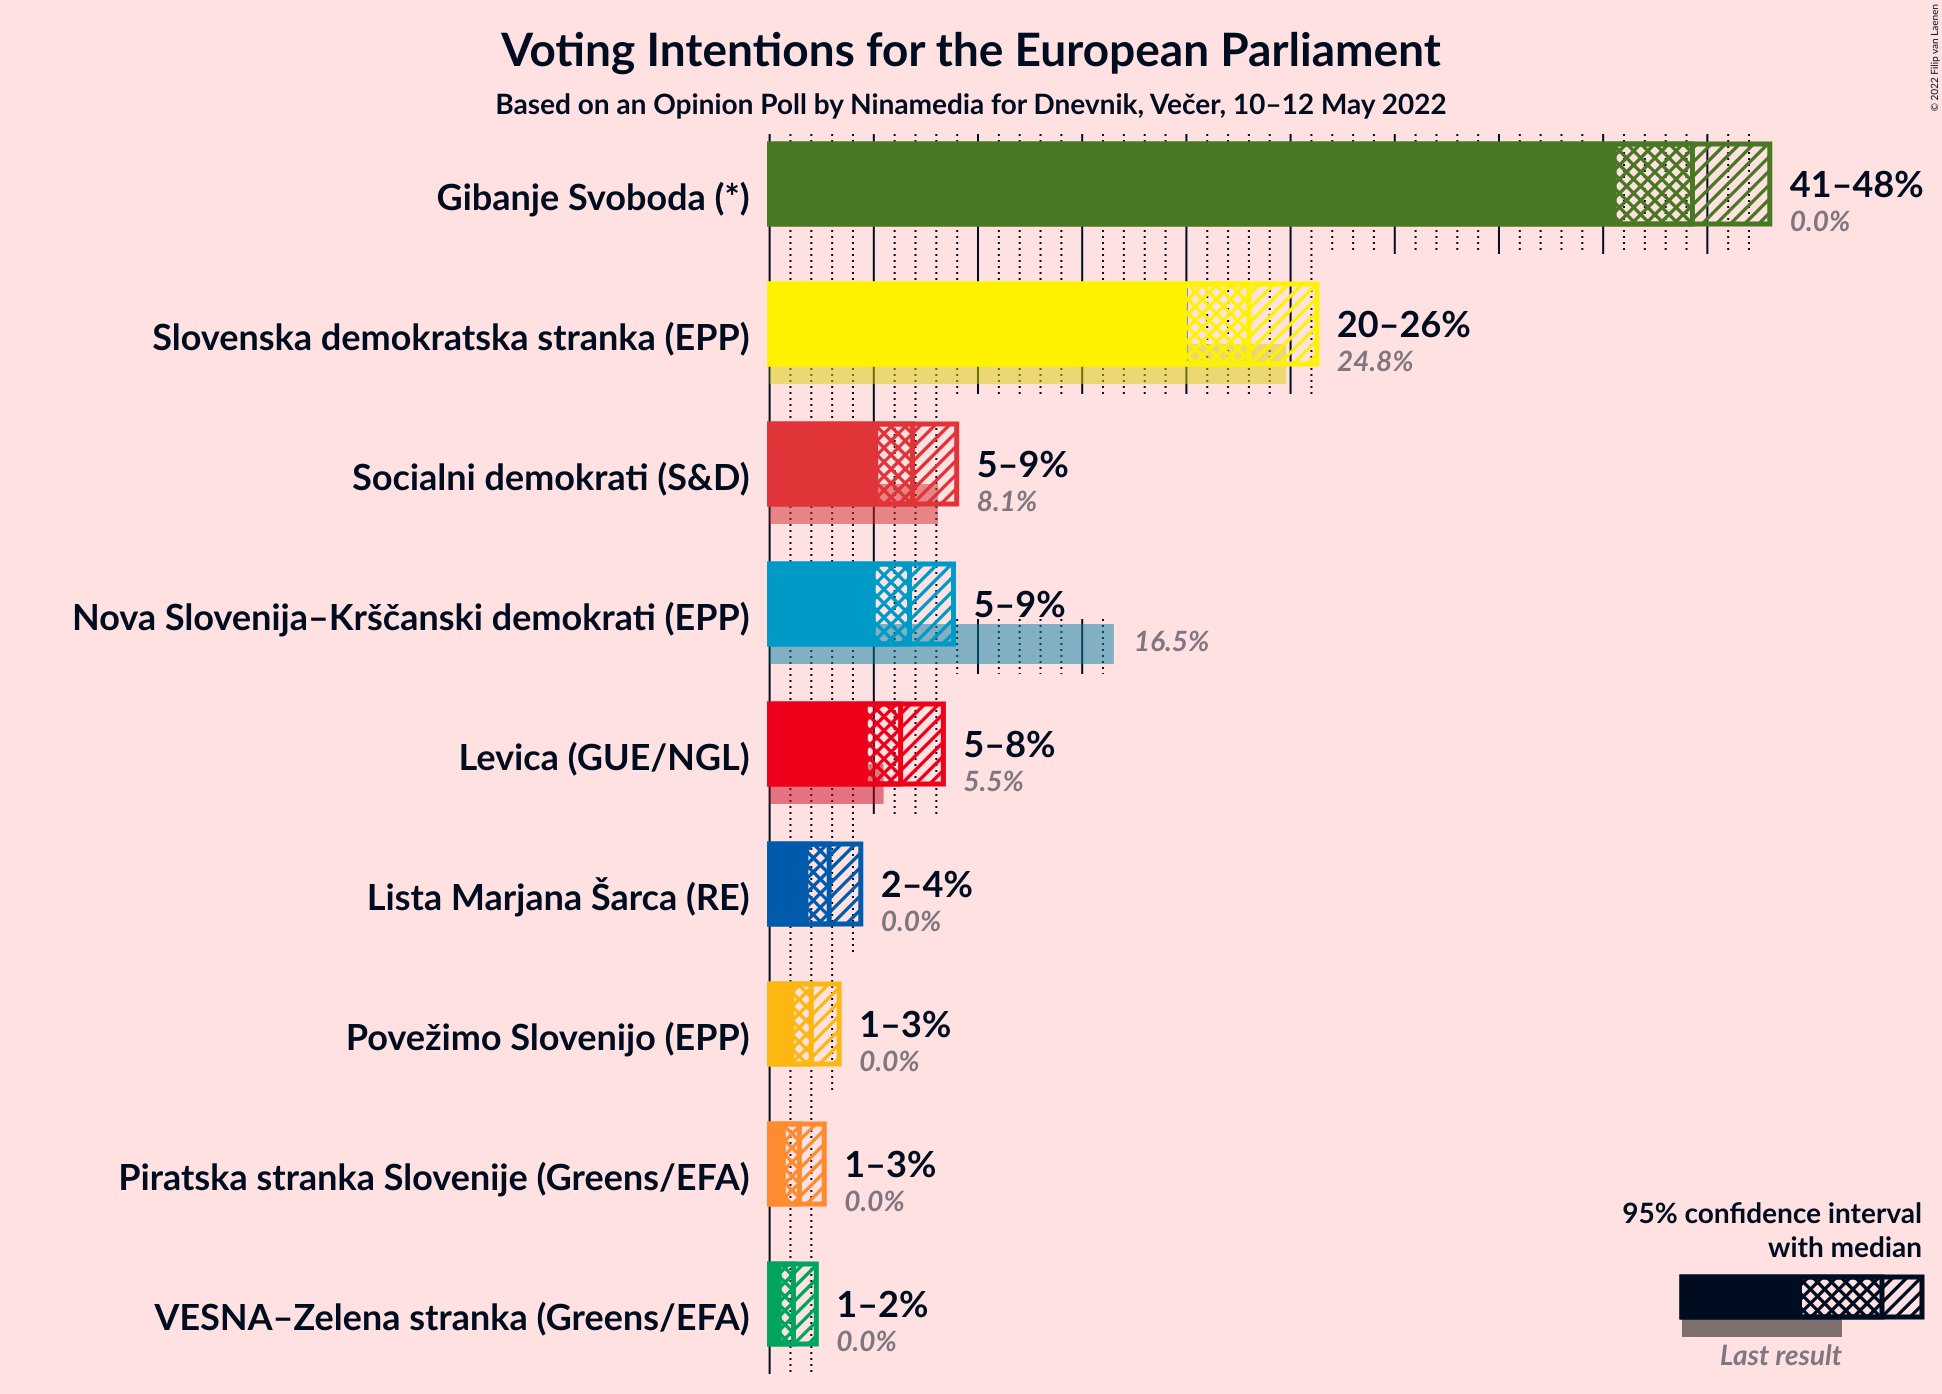 Voting Intentions for the European Parliament
Based on an Opinion Poll by Ninamedia for Dnevnik, Večer, 10–12 May 2022
© 2022 Filip van Laenen
Gibanje Svoboda (*)
41–48%
0.0%
Slovenska demokratska stranka (EPP)
20–26%
24.8%
Socialni demokrati (S&D)
5–9%
8.1%
Nova Slovenija–Krščanski demokrati (EPP)
5–9%
16.5%
Levica (GUE/NGL)
5–8%
5.5%
Lista Marjana Šarca (RE)
2–4%
0.0%
Povežimo Slovenijo (EPP)
1–3%
0.0%
Piratska stranka Slovenije (Greens/EFA)
1–3%
0.0%
VESNA–Zelena stranka (Greens/EFA)
1–2%
0.0%
95% confidence interval
with median
Last result